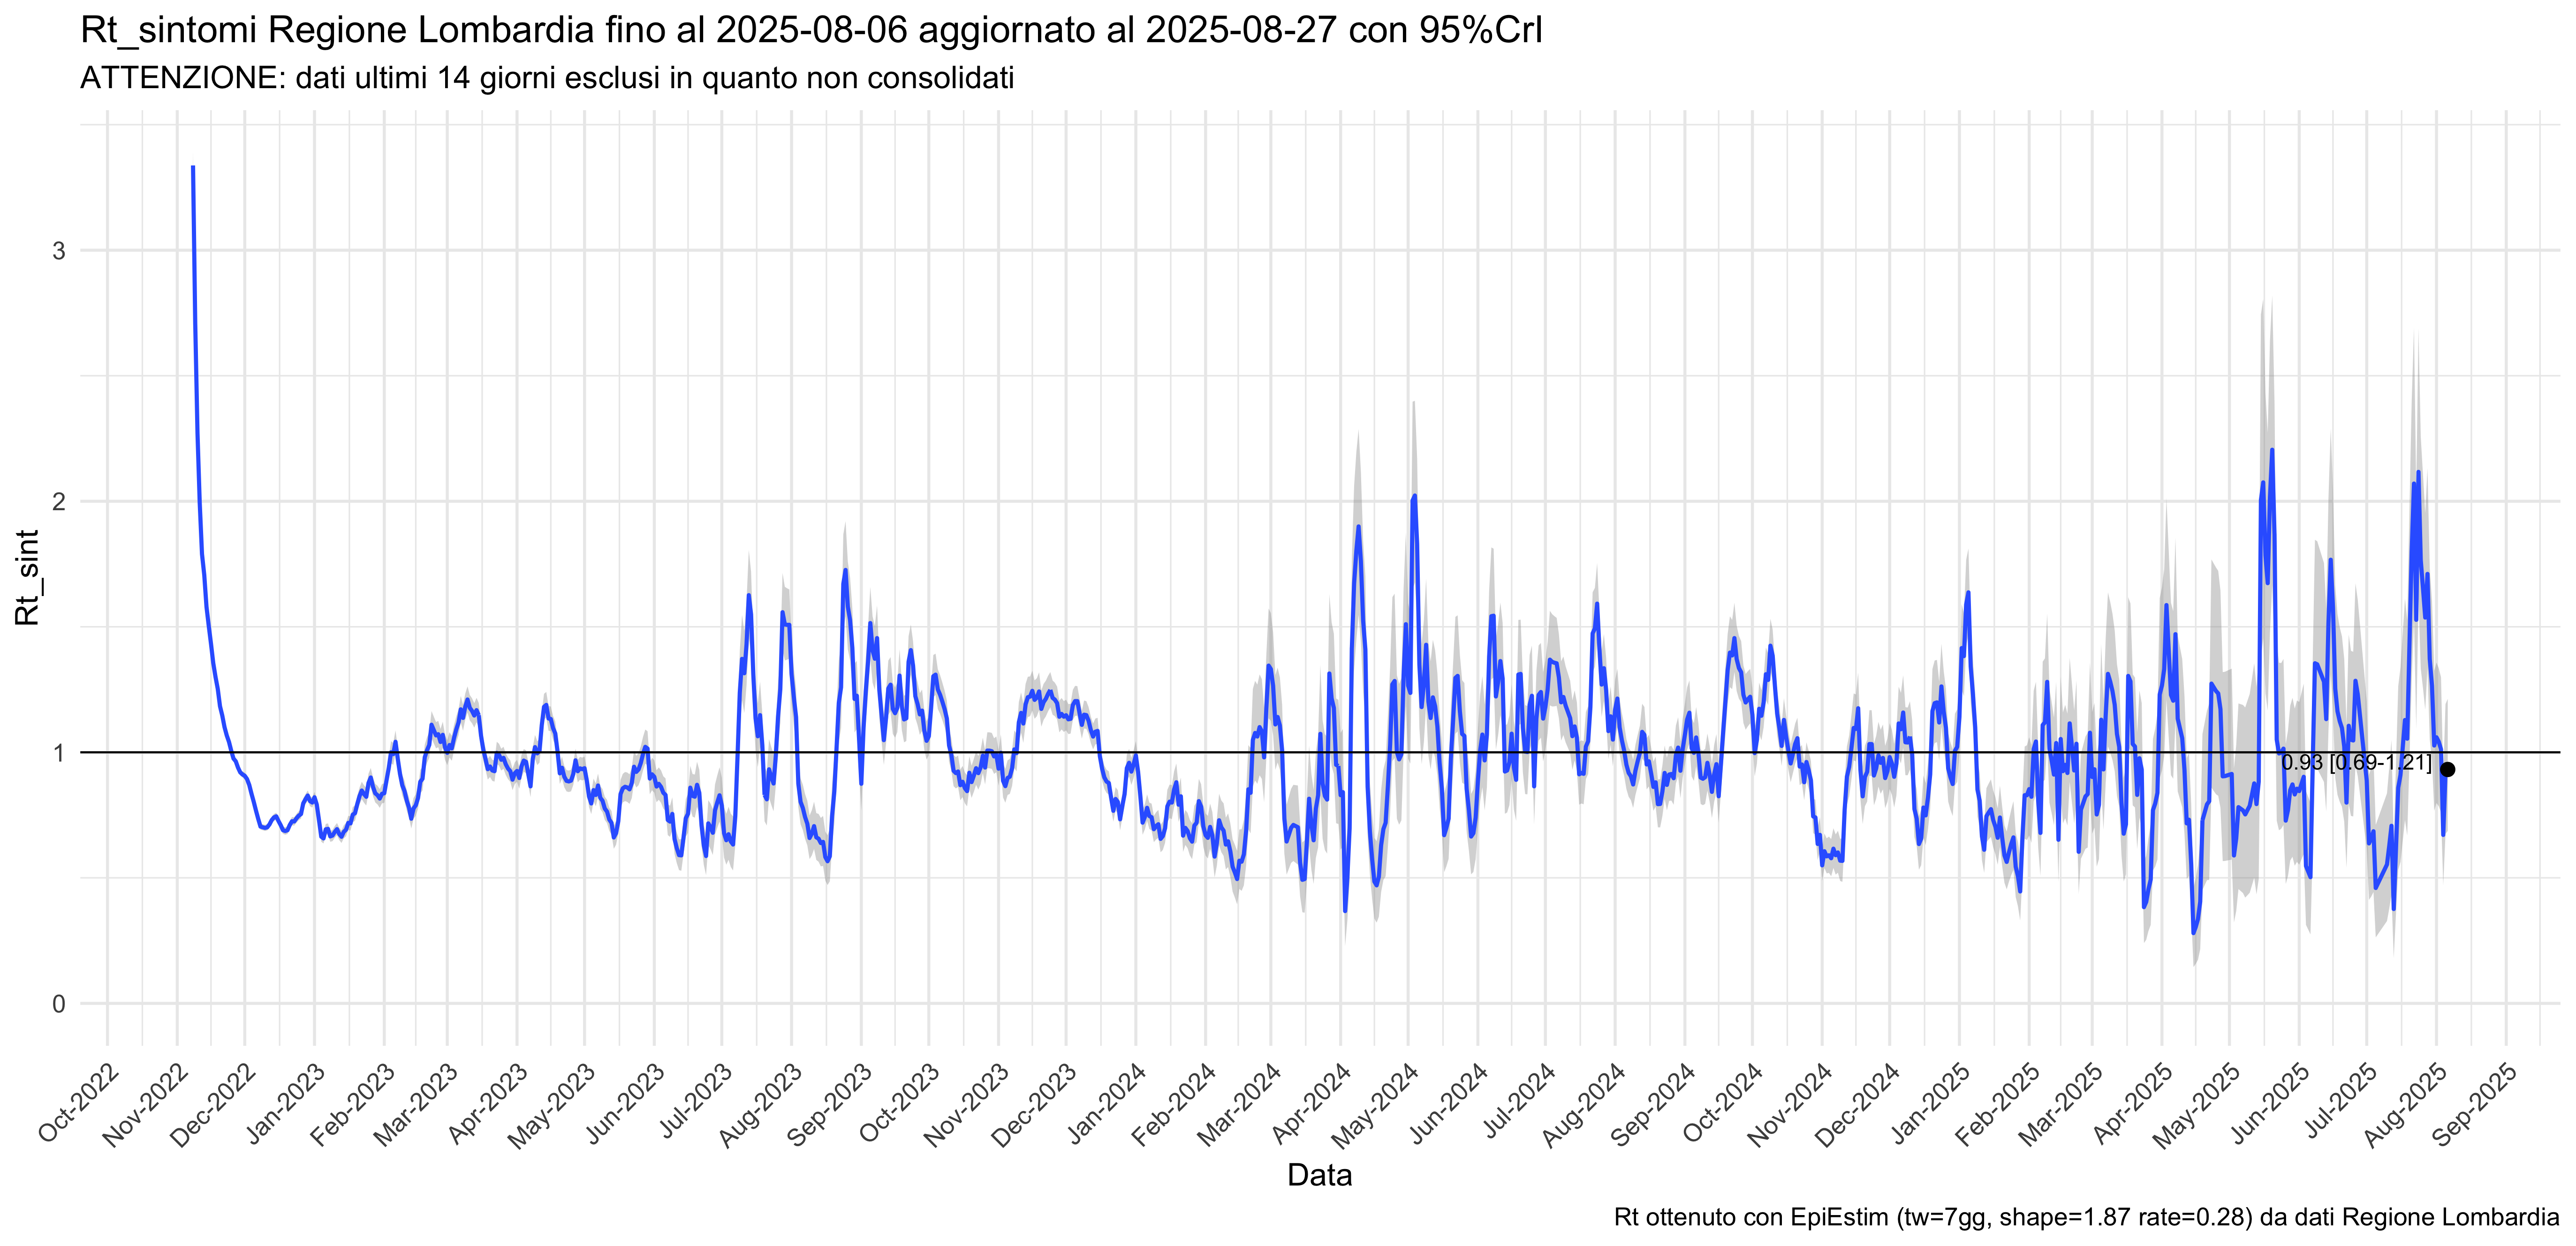 Rt_sintomi Regione Lombardia fino al 2025-08-06 aggiornato al 2025-08-27 con 95%CrI
ATTENZIONE: dati ultimi 14 giorni esclusi in quanto non consolidati
Rt_sint
3
2
1
0
0.93 [0.69-1.21]
Oct-2022
Nov-2022
Dec-2022
Jan-2023
Feb-2023
Mar-2023
Apr-2023
May-2023
Jun-2023
Jul-2023
Aug-2023
Sep-2023
Oct-2023
Nov-2023
Dec-2023
Jan-2024
Feb-2024
Mar-2024
Apr-2024
May-2024
Jun-2024
Jul-2024
Aug-2024
Sep-2024
Oct-2024
Nov-2024
Dec-2024
Jan-2025
Feb-2025
Mar-2025
Apr-2025
May-2025
Jun-2025
Jul-2025
Aug-2025
Sep-2025
Data
Rt ottenuto con EpiEstim (tw=7gg, shape=1.87 rate=0.28) da dati Regione Lombardia